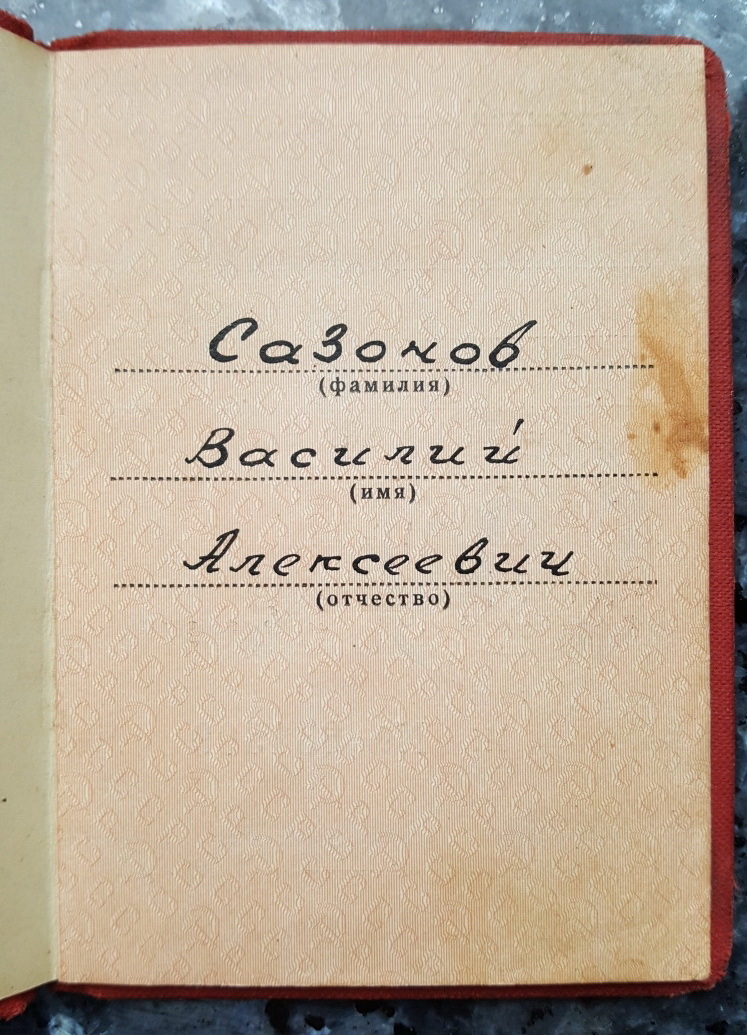 Сазонов
(фамилия)
Василий
(имя)
Алексеевич
(отчество)